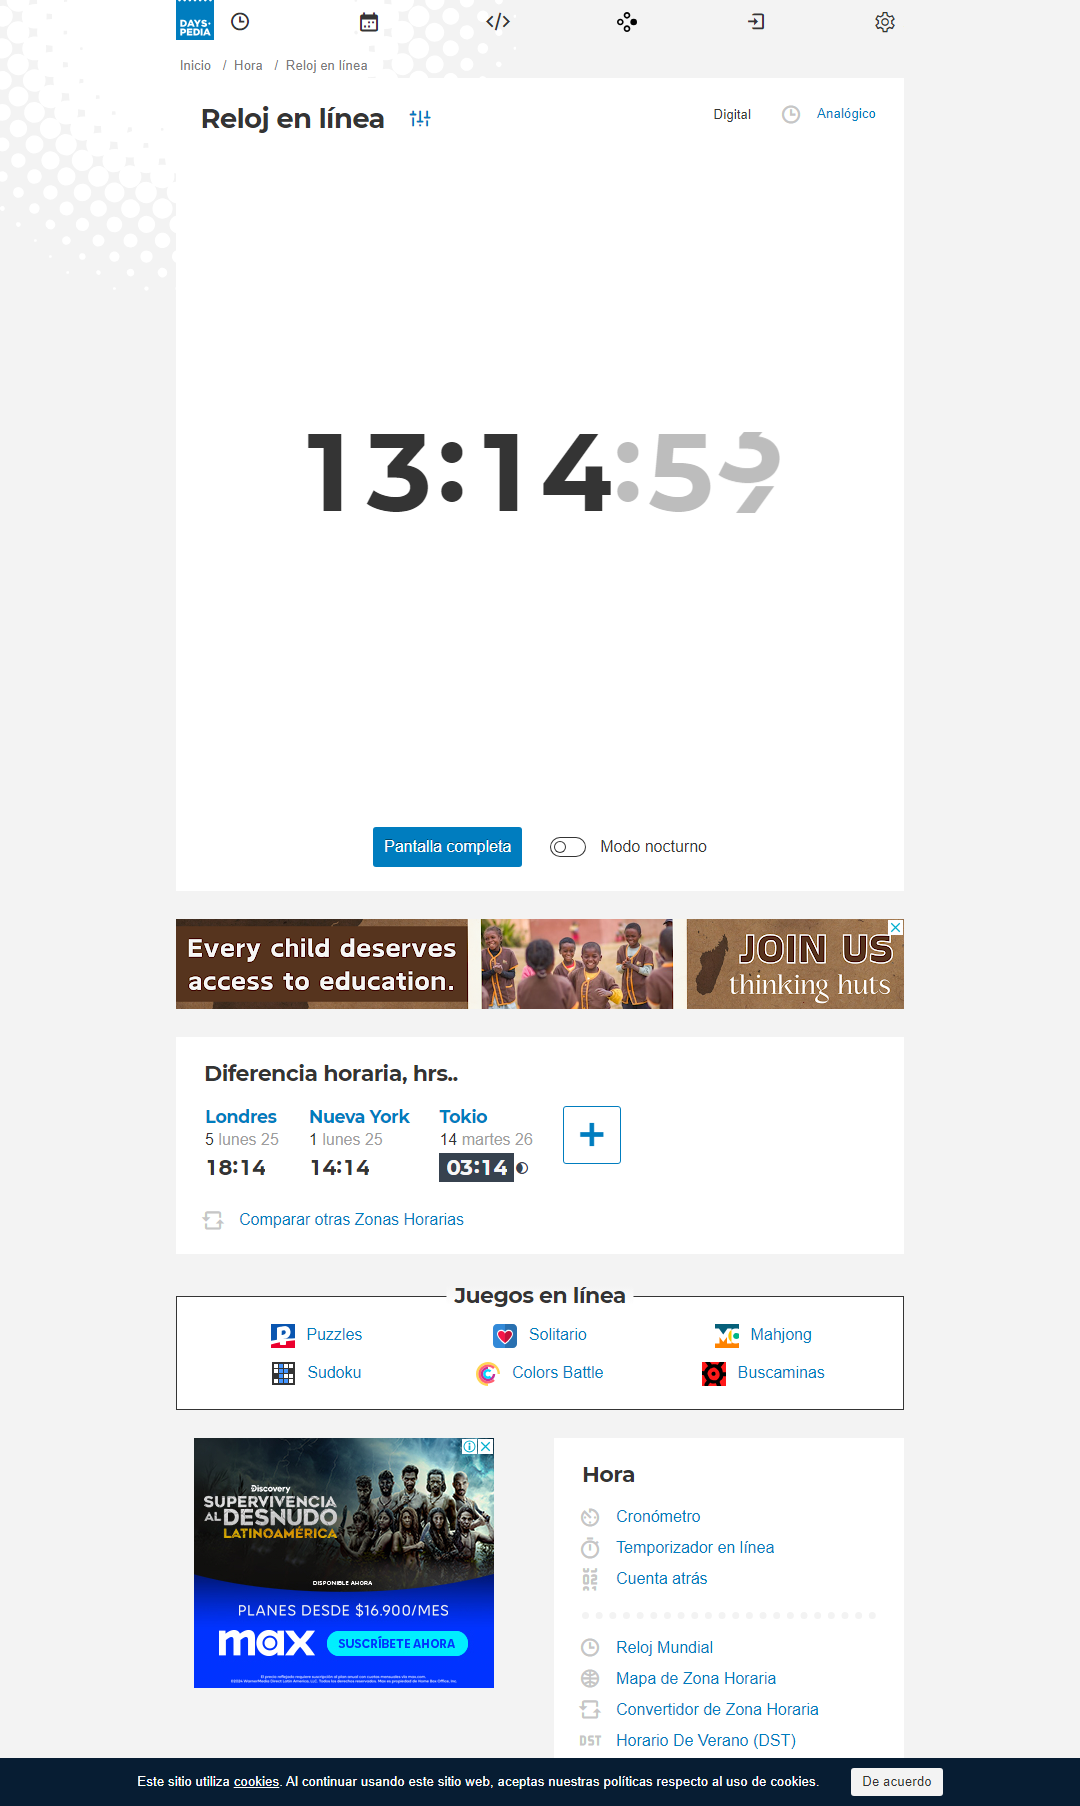 DAYS·
PEDIA
Inicio / Hora / Reloj en línea
Reloj en línea
Digital
Analógico
13:14:5
Pantalla completa
Modo nocturno
Every child deserves
access to education.
JOIN US
thinking huts
Diferencia horaria, hrs..
Londres
5 lunes 25
18:14
Nueva York
1 lunes 25
14:14
Tokio
14 martes 26
03:14
Comparar otras Zonas Horarias
Juegos en línea
Puzzles
Solitario
Mahjong
Sudoku
Colors Battle
Buscaminas
Discovery
SUPERVIVENCIA
AL DESNUDO
LATINOAMÉRICA
DISPONIBLE AHORA
PLANES DESDE $16.900/MES
max
SUSCRÍBETE AHORA
Hora
Cronómetro
Temporizador en línea
Cuenta atrás
Reloj Mundial
Mapa de Zona Horaria
Convertidor de Zona Horaria
DST
Horario De Verano (DST)
Este sitio utiliza cookies. Al continuar usando este sitio web, aceptas nuestras políticas respecto al uso de cookies.
De acuerdo